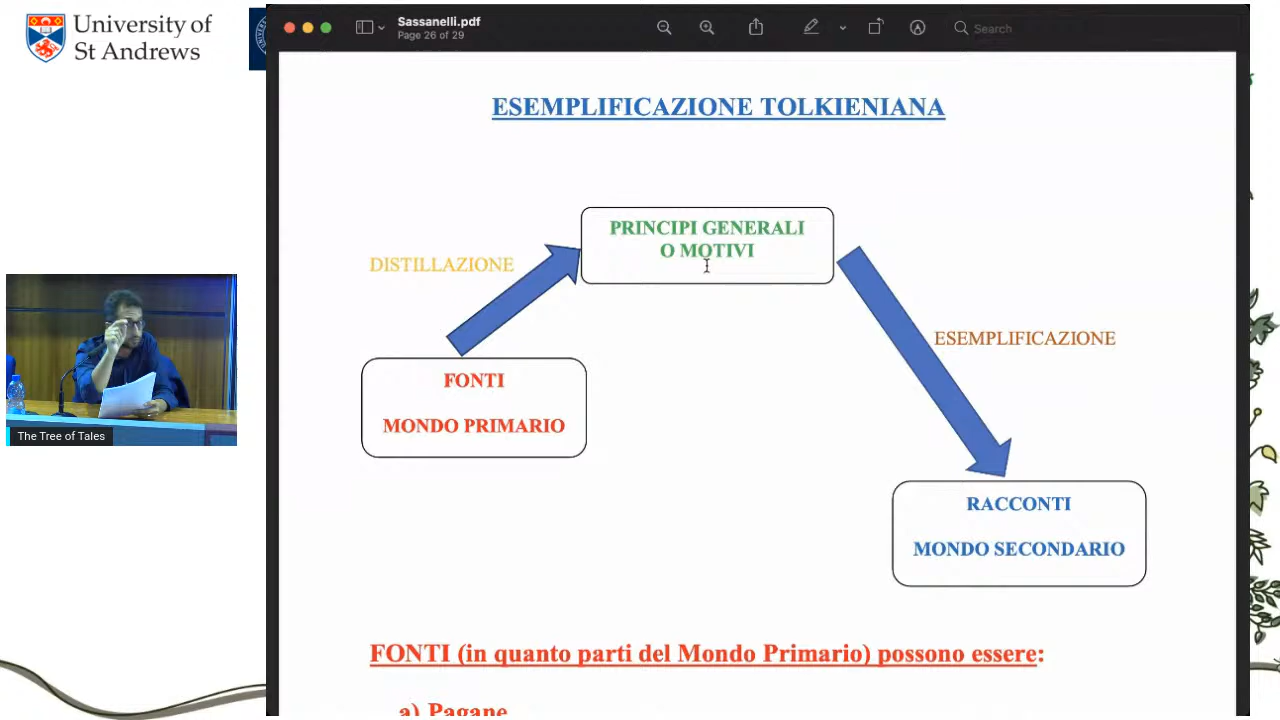 University of
St Andrews
Sassanelli.pdf
Page 26 of 29
Search
ESEMPLIFICAZIONE TOLKIENIANA
PRINCIPI GENERALI
O MOTIVI
DISTILLAZIONE
ESEMPLIFICAZIONE
FONTI
MONDO PRIMARIO
The Tree of Tales
RACCONTI
MONDO SECONDARIO
FONTI (in quanto parti del Mondo Primario) possono essere:
a) Pagane